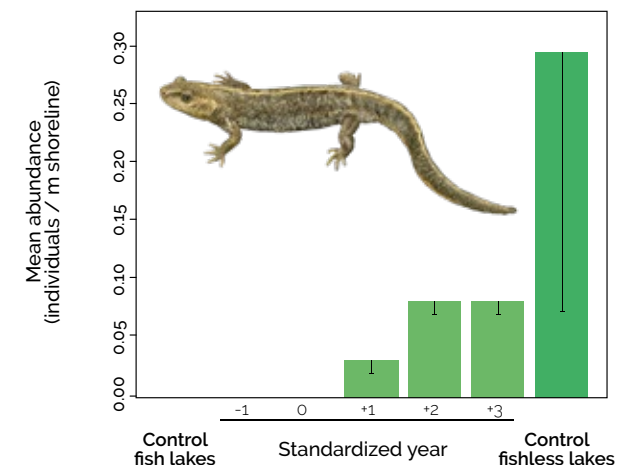 Mean abundance
(individuals / m shoreline)
0.30
0.25
0.20
0.15
0.10
0.05
0.00
-1 0 +1 +2 +3
Control
fish lakes
Standardized year
Control
fishless lakes